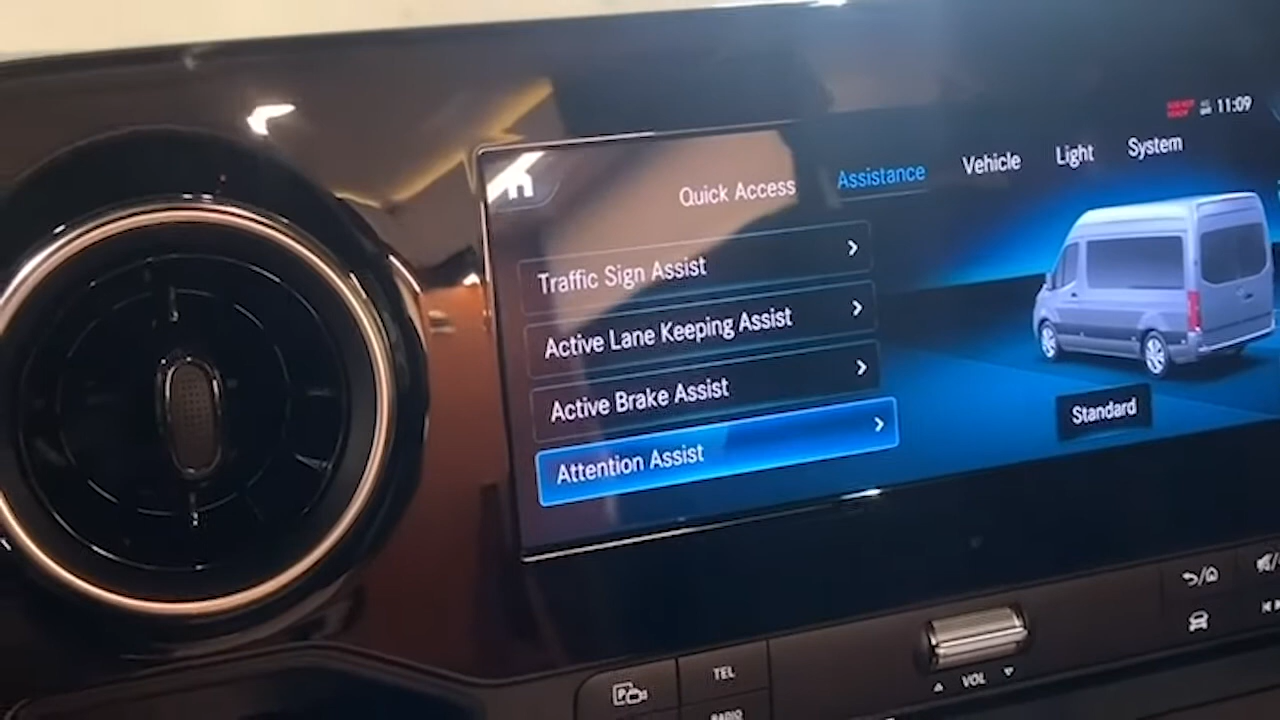 11:09
Quick Access Assistance Vehicle Light System
Traffic Sign Assist
Active Lane Keeping Assist
Active Brake Assist
Attention Assist
Standard
TEL
RADIO
VOL